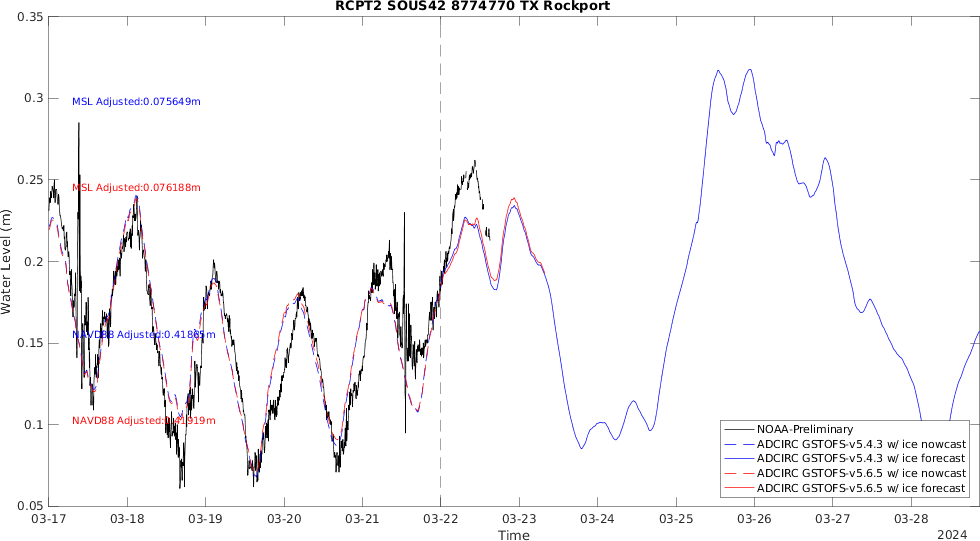 RCPT2 SOUS42 8774770 TX Rockport
0.35
0.3
0.25
0.2
0.15
0.1
0.05
Water Level (m)
MSL Adjusted:0.075649m
MSL Adjusted:0.076188m
NAVD88
NAVD88 Adjusted:
NOAA-Preliminary
ADCIRC GSTOFS-v5.4.3 w/ ice nowcast
ADCIRC GSTOFS-v5.4.3 w/ ice forecast
ADCIRC GSTOFS-v5.6.5 w/ ice nowcast
ADCIRC GSTOFS-v5.6.5 w/ ice forecast
03-17 03-18 03-19 03-20 03-21 03-22 03-23 03-24 03-25 03-26 03-27 03-28
Time
2024